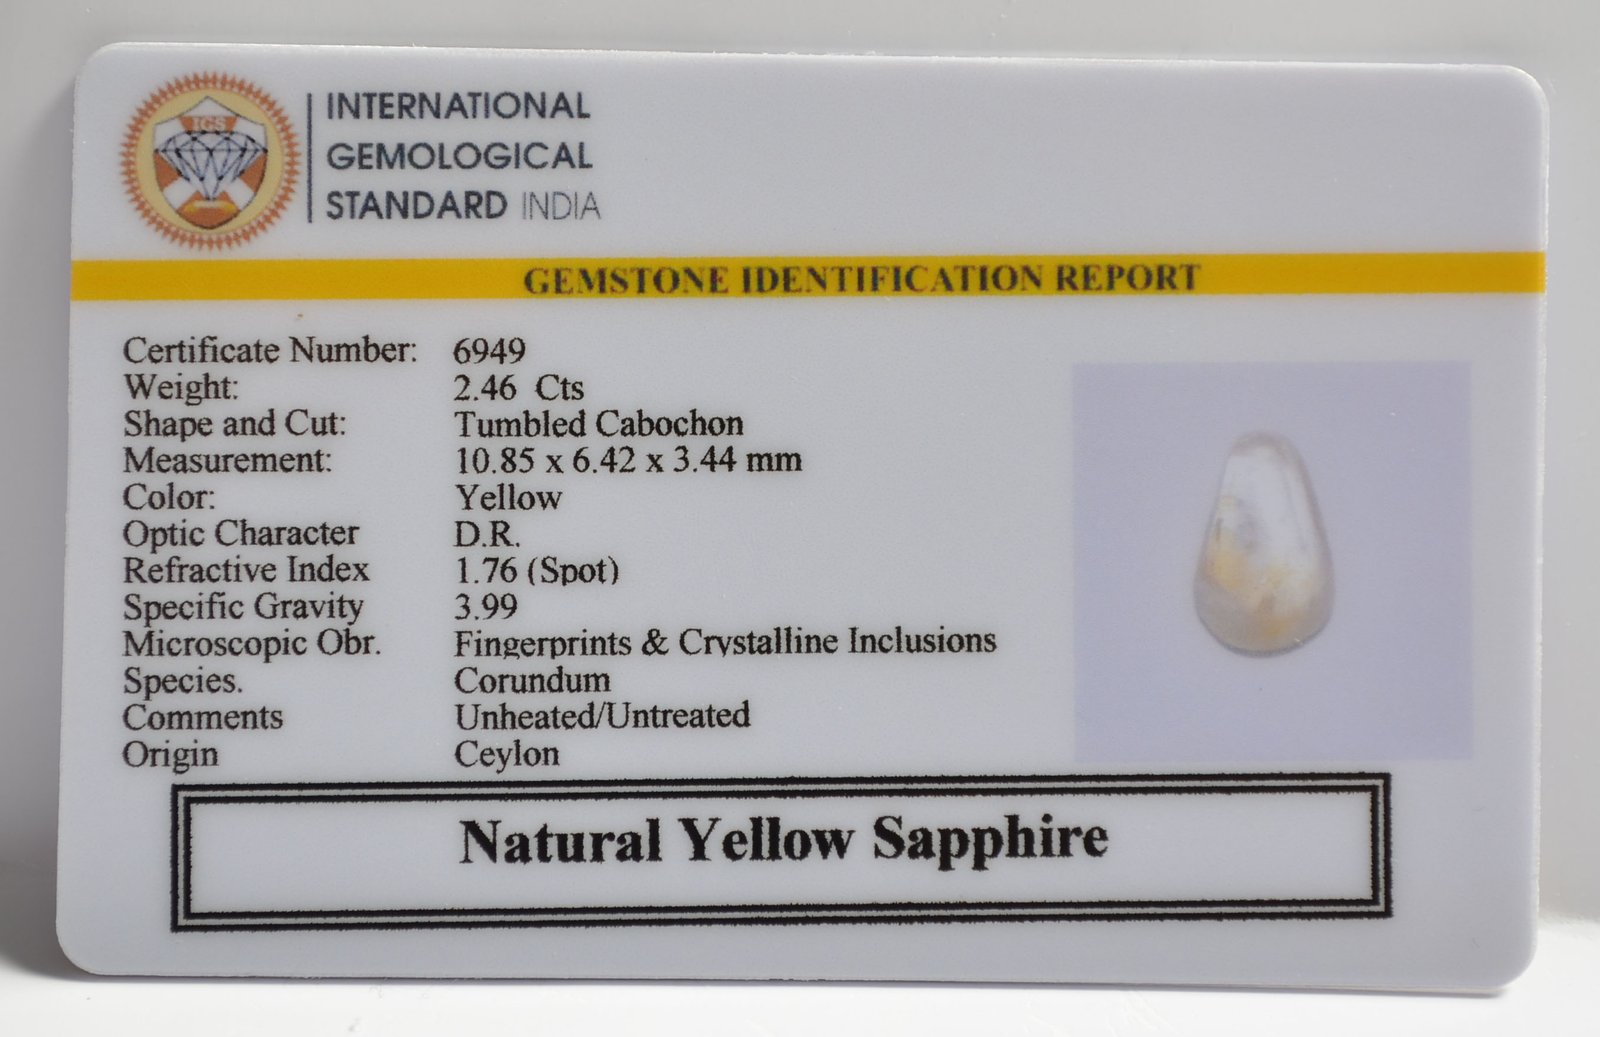 IGS
INTERNATIONAL
GEMOLOGICAL
STANDARD INDIA
GEMSTONE IDENTIFICATION REPORT
Certificate Number: 6949
Weight: 2.46 Cts
Shape and Cut: Tumbled Cabochon
Measurement: 10.85 x 6.42 x 3.44 mm
Color: Yellow
Optic Character D.R.
Refractive Index 1.76 (Spot)
Specific Gravity 3.99
Microscopic Obr. Fingerprints & Crystalline Inclusions
Species. Corundum
Comments Unheated/Untreated
Origin Ceylon
Natural Yellow Sapphire